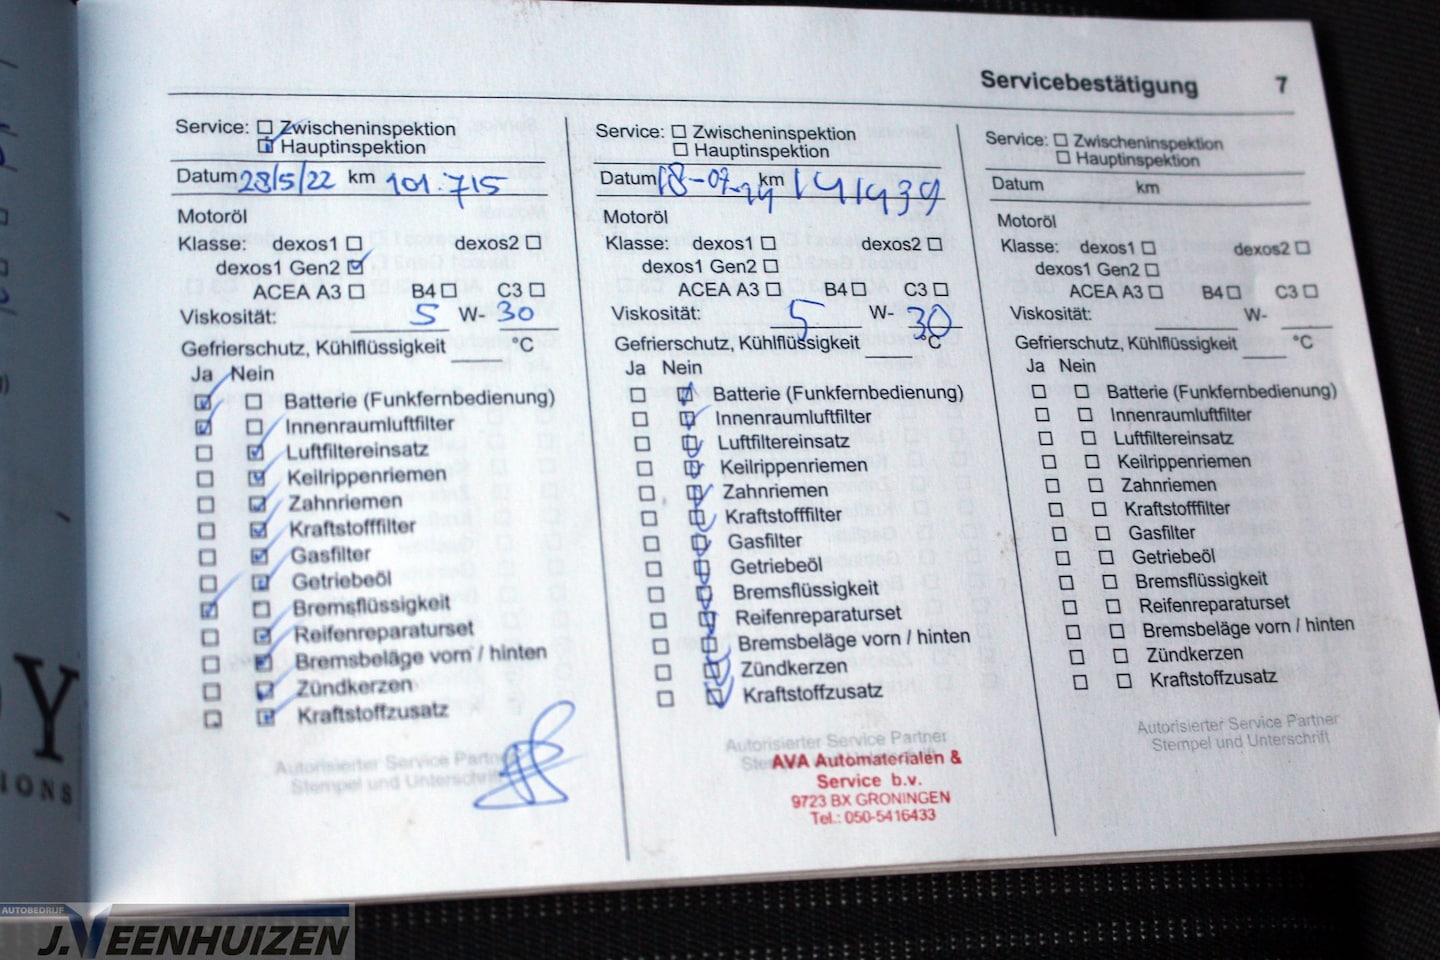 Servicebestätigung 7
Service: Zwischeninspektion
Hauptinspektion
Datum 28/5/22 km 101.715
Motoröl
Klasse: dexos1 dexos2
dexos1 Gen2
ACEA A3 B4 C3
Viskosität: 5 W- 30
Gefrierschutz, Kühlflüssigkeit °C
Ja Nein
Batterie (Funkfernbedienung)
Innenraumluftfilter
Luftfiltereinsatz
Keilrippenriemen
Zahnriemen
Kraftstofffilter
Gasfilter
Getriebeöl
Bremsflüssigkeit
Reifenreparaturset
Bremsbeläge vorn / hinten
Zündkerzen
Kraftstoffzusatz
Autorisierter Service Partner
Stempel und Unterschrift
Service: Zwischeninspektion
Hauptinspektion
Datum 18-07-24 km 141939
Motoröl
Klasse: dexos1 dexos2
dexos1 Gen2
ACEA A3 B4 C3
Viskosität: 5 W- 30
Gefrierschutz, Kühlflüssigkeit °C
Ja Nein
Batterie (Funkfernbedienung)
Innenraumluftfilter
Luftfiltereinsatz
Keilrippenriemen
Zahnriemen
Kraftstofffilter
Gasfilter
Getriebeöl
Bremsflüssigkeit
Reifenreparaturset
Bremsbeläge vorn / hinten
Zündkerzen
Kraftstoffzusatz
Autorisierter Service Partner
AVA Automaterialen &
Service b.v.
9723 BX GRONINGEN
Tel.: 050-5416433
Service: Zwischeninspektion
Hauptinspektion
Datum km
Motoröl
Klasse: dexos1 dexos2
dexos1 Gen2
ACEA A3 B4 C3
Viskosität: W-
Gefrierschutz, Kühlflüssigkeit °C
Ja Nein
Batterie (Funkfernbedienung)
Innenraumluftfilter
Luftfiltereinsatz
Keilrippenriemen
Zahnriemen
Kraftstofffilter
Gasfilter
Getriebeöl
Bremsflüssigkeit
Reifenreparaturset
Bremsbeläge vorn / hinten
Zündkerzen
Kraftstoffzusatz
Autorisierter Service Partner
Stempel und Unterschrift
AUTOBEDRIJF
J. VEENHUIZEN